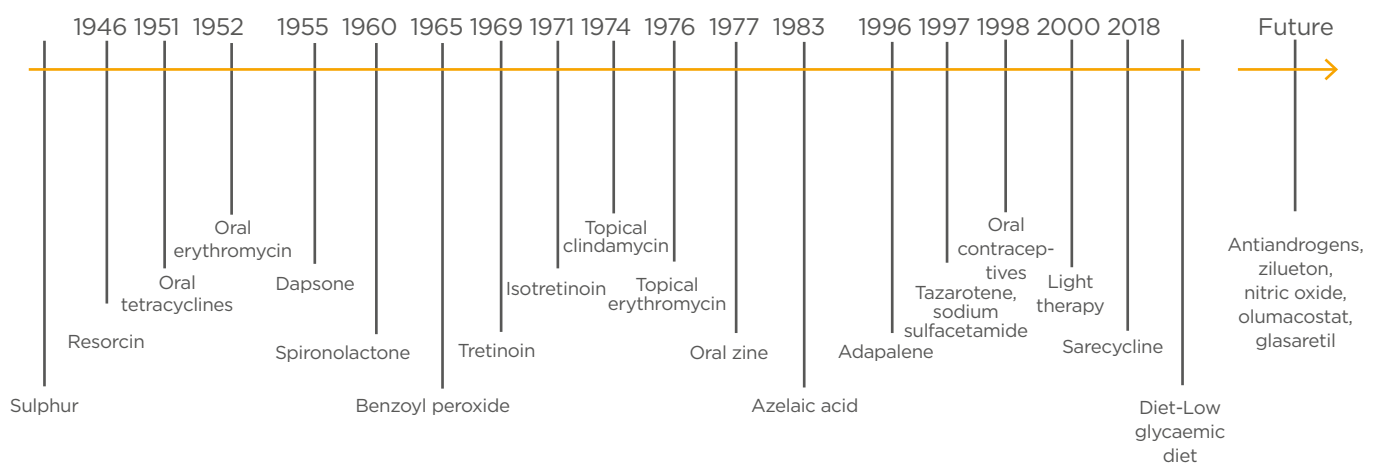 1946 1951 1952 1955 1960 1965 1969 1971 1974 1976 1977 1983 1996 1997 1998 2000 2018 Future
Sulphur
Resorcin
Oral
tetracyclines
Oral
erythromycin
Dapsone
Spironolactone
Benzoyl peroxide
Tretinoin
Isotretinoin
Topical
clindamycin
Topical
erythromycin
Oral zine
Azelaic acid
Adapalene
Tazarotene,
sodium
sulfacetamide
Oral
contracep-
tives
Light
therapy
Sarecycline
Diet-Low
glycaemic
diet
Antiandrogens,
zilueton,
nitric oxide,
olumacostat,
glasaretil